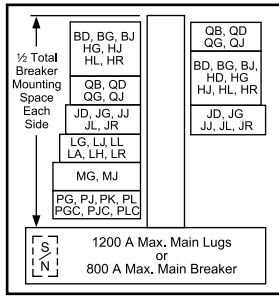 ½ Total
Breaker
Mounting
Space
Each
Side
BD, BG, BJ
HG, HJ
HL, HR
QB, QD
QG, QJ
JD, JG, JJ
JL, JR
LG, LJ, LL
LA, LH, LR
MG, MJ
PG, PJ, PK, PL
PGC, PJC, PLC
QB, QD
QG, QJ
BD, BG, BJ,
HD, HG
HJ, HL, HR
JD, JG
JJ, JL, JR
S/N
1200 A Max. Main Lugs
or
800 A Max. Main Breaker